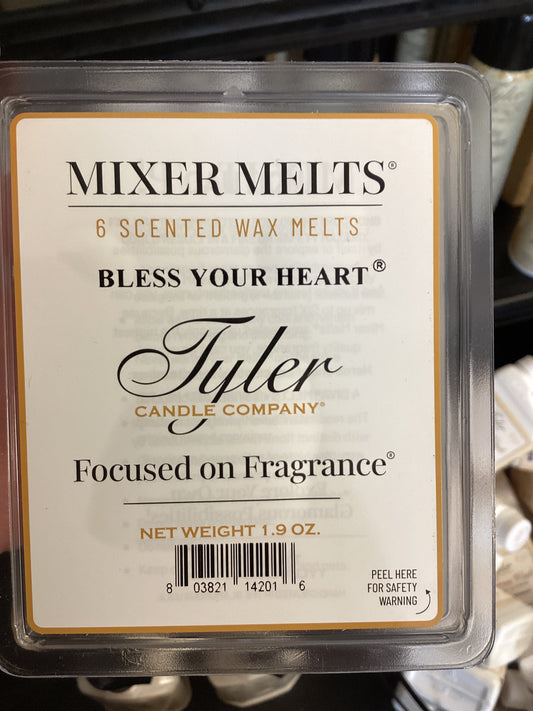 MIXER MELTS®
6 SCENTED WAX MELTS
BLESS YOUR HEART®
Tyler
CANDLE COMPANY®
Focused on Fragrance®
NET WEIGHT 1.9 OZ.
8 03821 14201 6
PEEL HERE
FOR SAFETY
WARNING